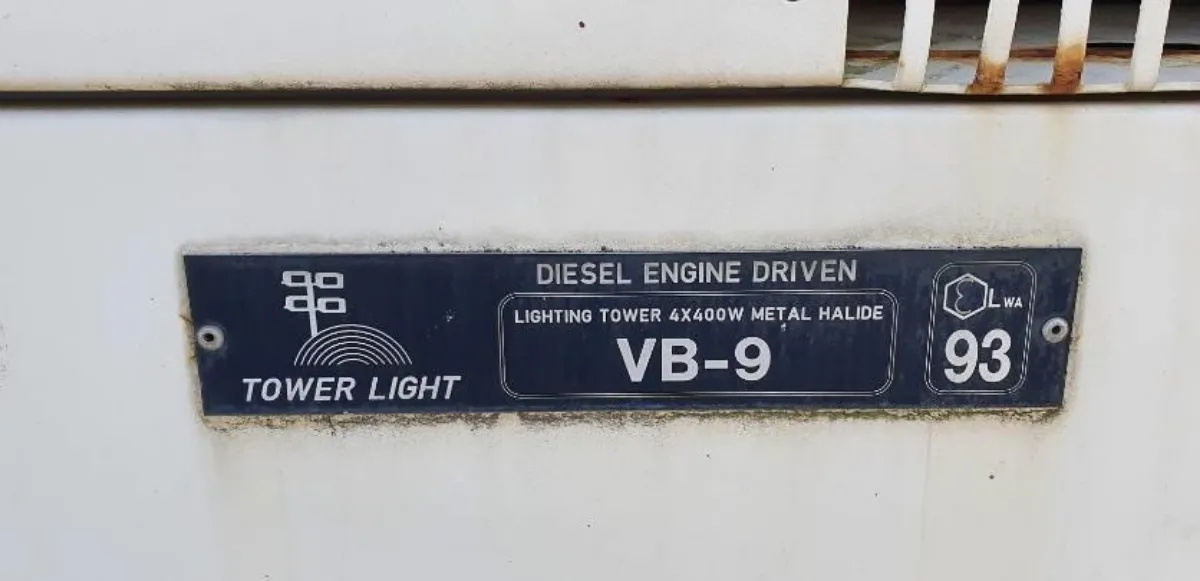 TOWER LIGHT
DIESEL ENGINE DRIVEN
LIGHTING TOWER 4X400W METAL HALIDE
VB-9
LWA
93